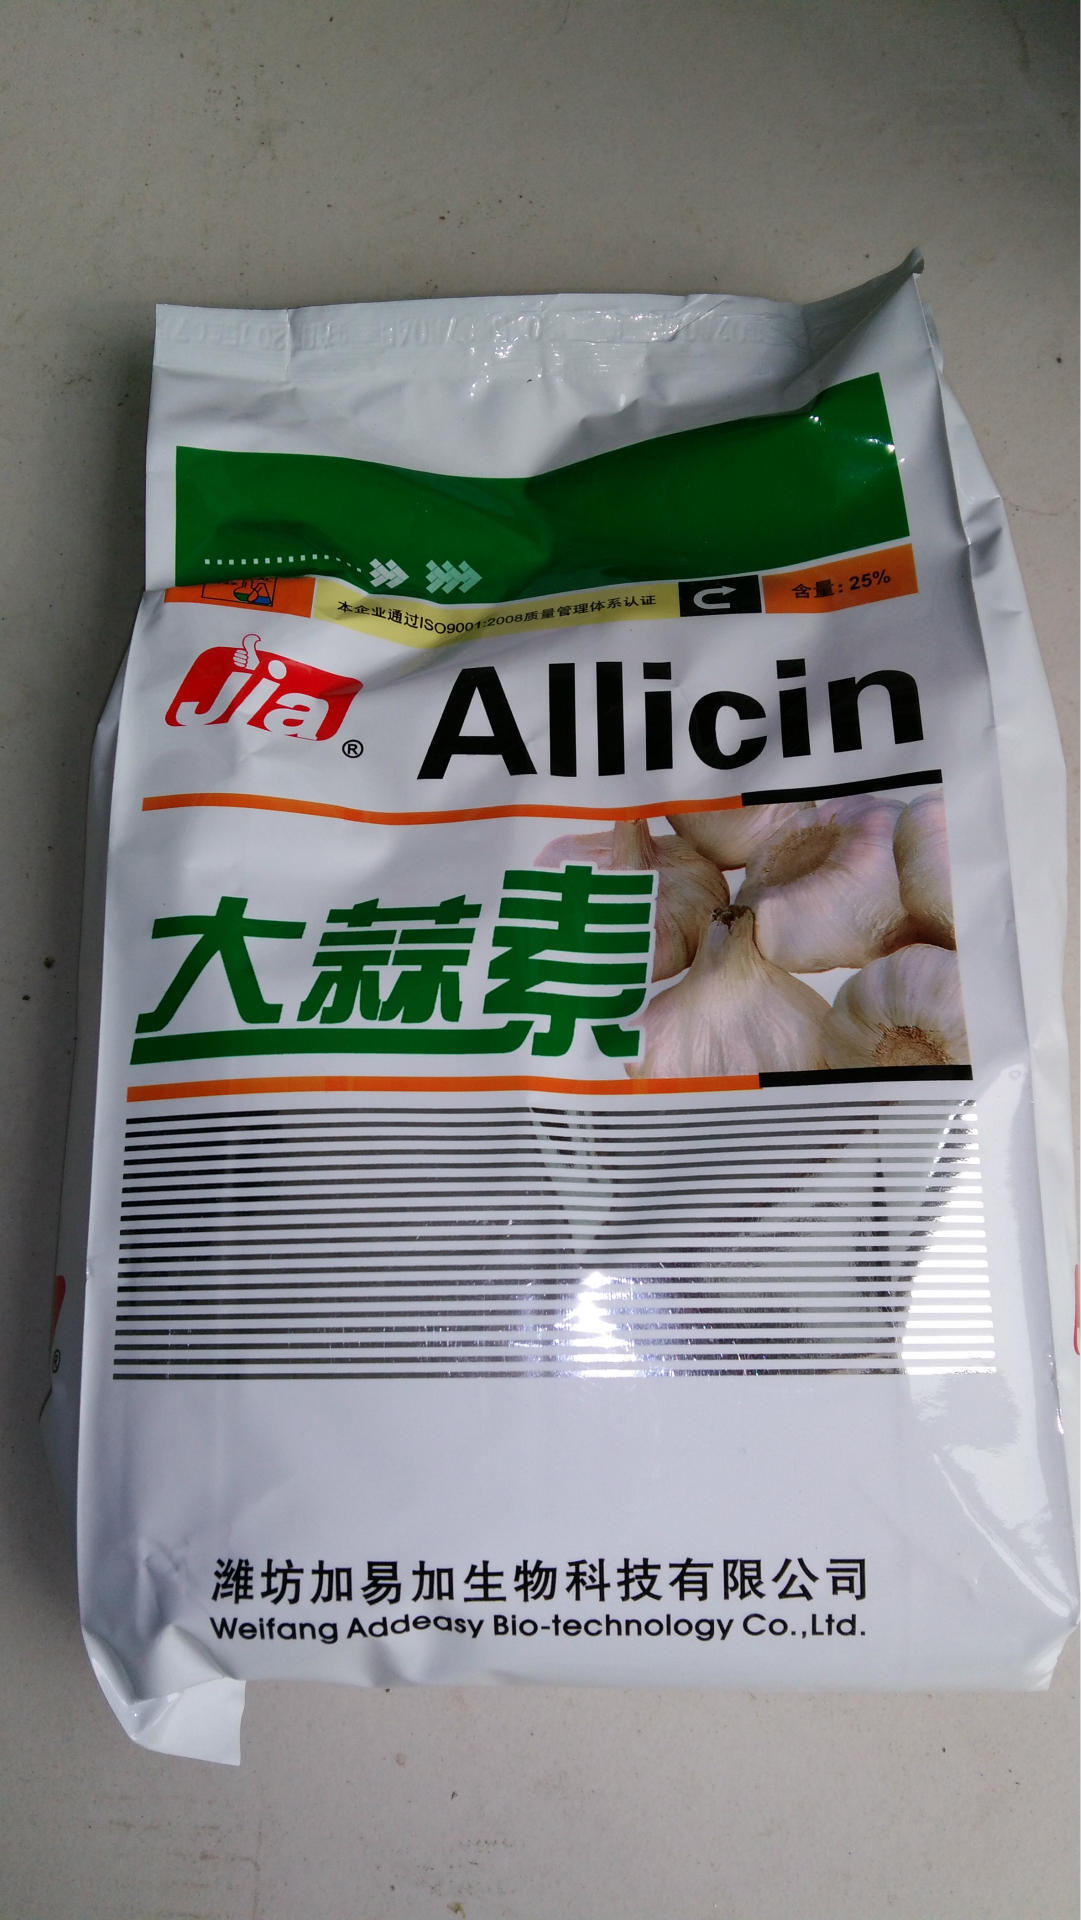 本企业通过ISO9001:2008质量管理体系认证
含量：25%
Jia ®
Allicin
大蒜素
潍坊加易加生物科技有限公司
Weifang Addeasy Bio-technology Co.,Ltd.
®